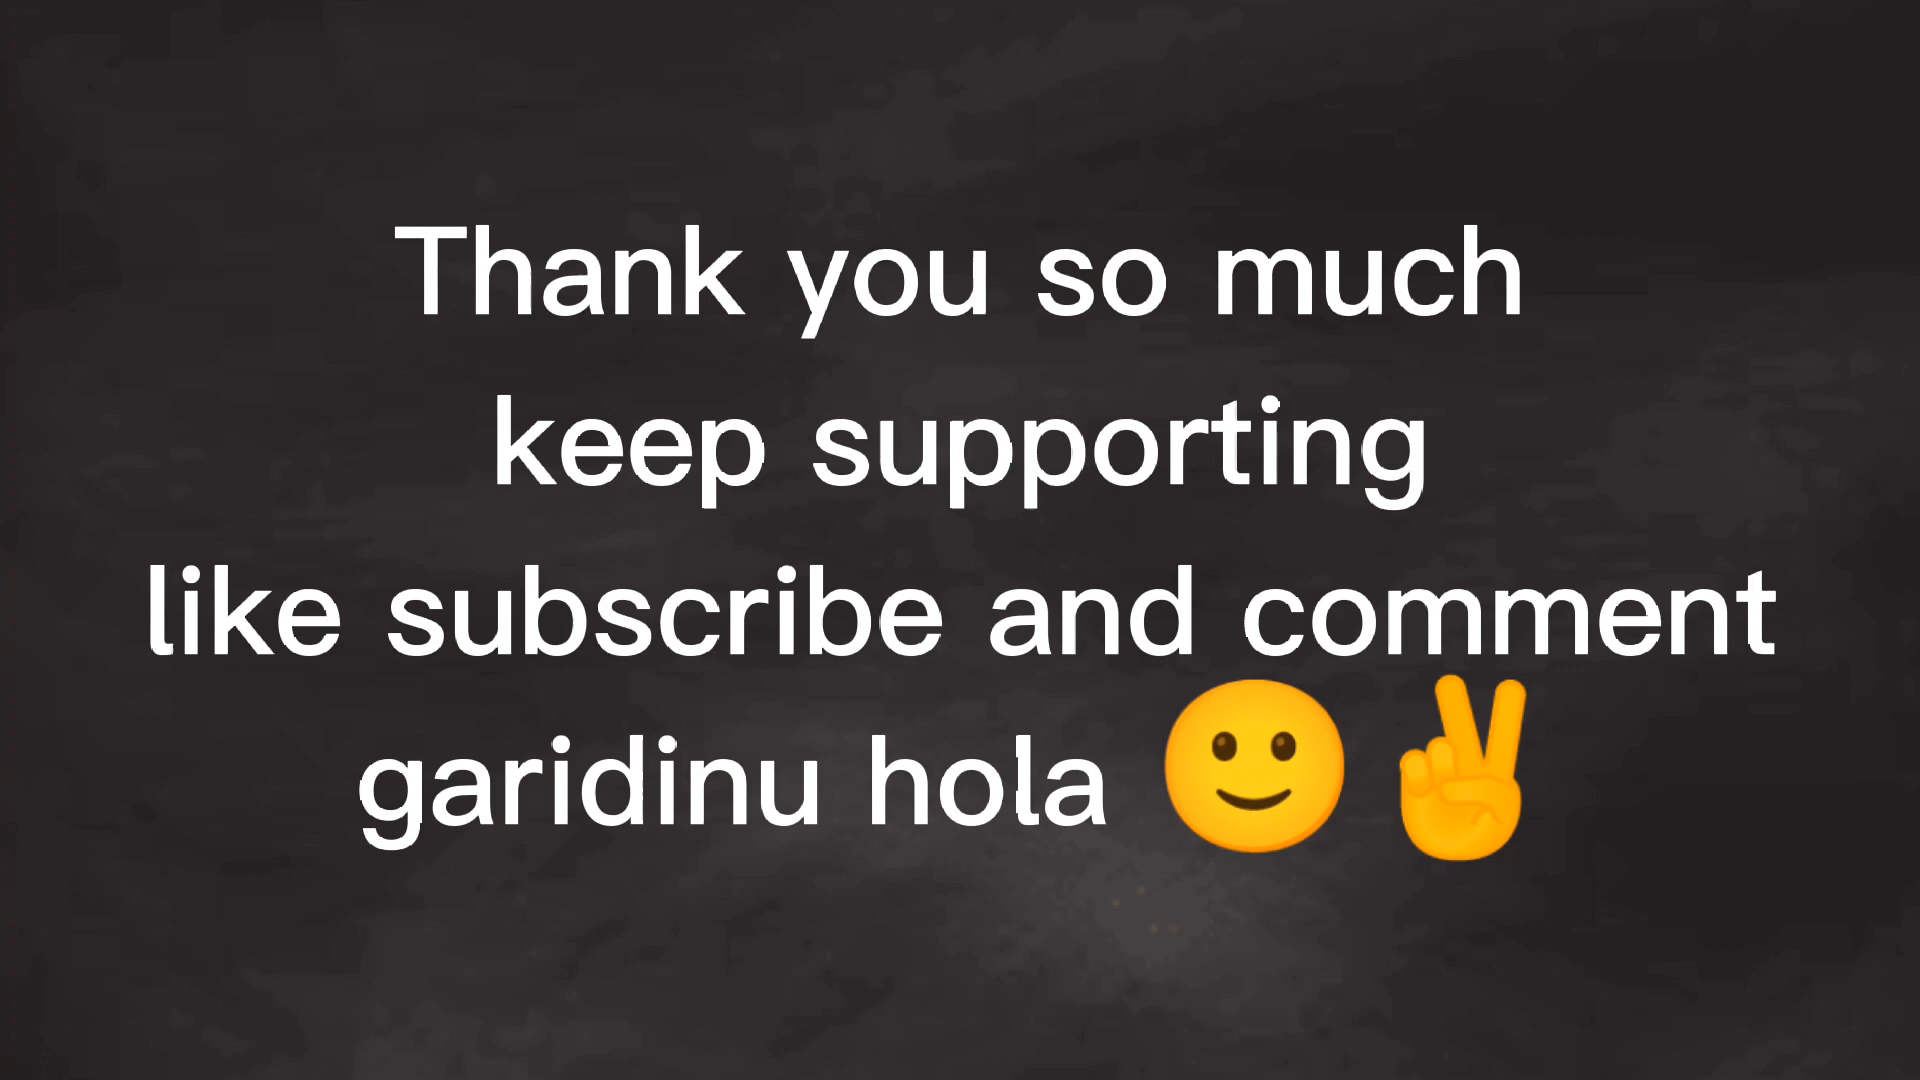 Thank you so much
keep supporting
like subscribe and comment
garidinu hola 🙂✌️